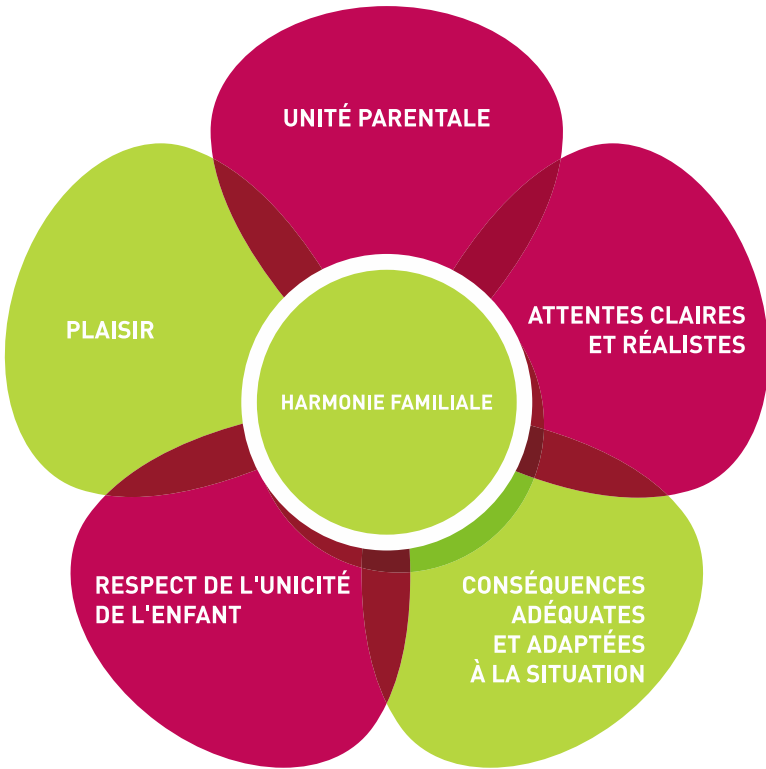 UNITÉ PARENTALE
ATTENTES CLAIRES
ET RÉALISTES
PLAISIR
HARMONIE FAMILIALE
RESPECT DE L'UNICITÉ
DE L'ENFANT
CONSÉQUENCES
ADÉQUATES
ET ADAPTÉES
À LA SITUATION